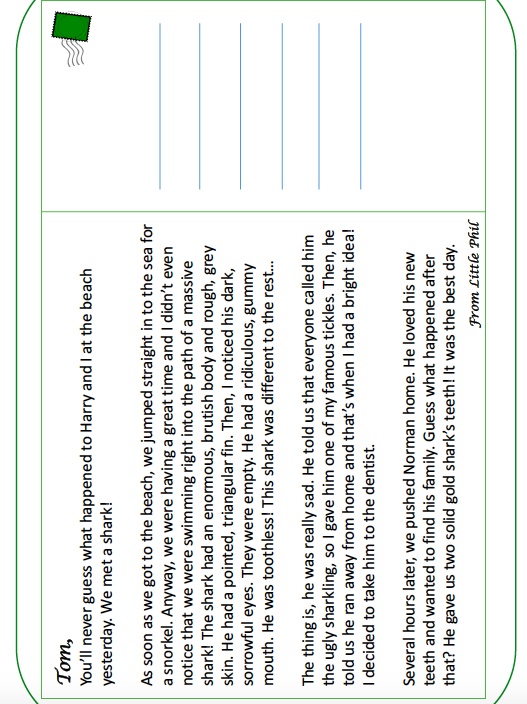 Tom,
You'll never guess what happened to Harry and I at the beach
yesterday. We met a shark!
As soon as we got to the beach, we jumped straight in to the sea for
a snorkel. Anyway, we were having a great time and I didn't even
notice that we were swimming right into the path of a massive
shark! The shark had an enormous, brutish body and rough, grey
skin. He had a pointed, triangular fin. Then, I noticed his dark,
sorrowful eyes. They were empty. He had a ridiculous, gummy
mouth. He was toothless! This shark was different to the rest...
The thing is, he was really sad. He told us that everyone called him
the ugly sharkling, so I gave him one of my famous tickles. Then, he
told us he ran away from home and that's when I had a bright idea!
I decided to take him to the dentist.
Several hours later, we pushed Norman home. He loved his new
teeth and wanted to find his family. Guess what happened after
that? He gave us two solid gold shark's teeth! It was the best day.
From Little Phil